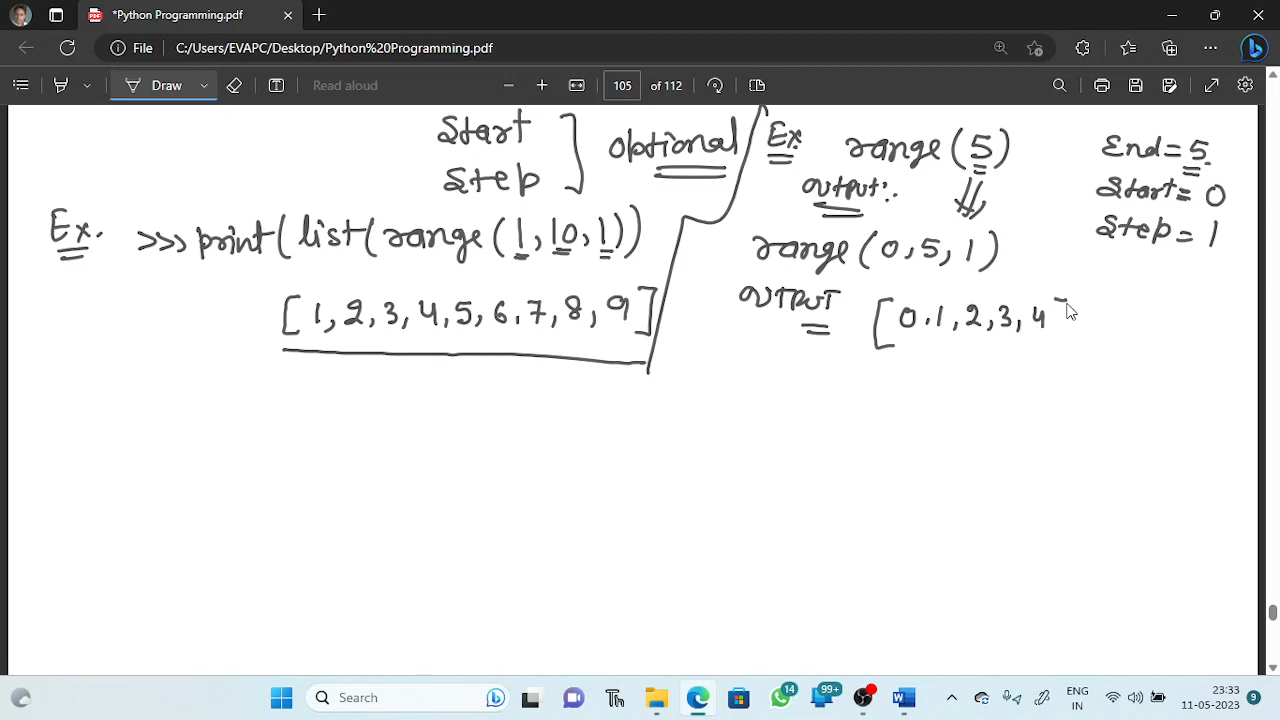 *Python Programming.pdf
File C:/Users/EVAPC/Desktop/Python%20Programming.pdf
Draw Read aloud 105 of 112
Start
Step
optional
Ex. >>> print(list(range(1,10,1))
[1,2,3,4,5,6.7,8,9]
Ex. range(5)
output:.
range(0,5,1)
OUTPUT [0.1,2,3,4
End=5.
Start=0
Step=1
Search
14
99+
ENG
IN
23:33
11-05-2023
9